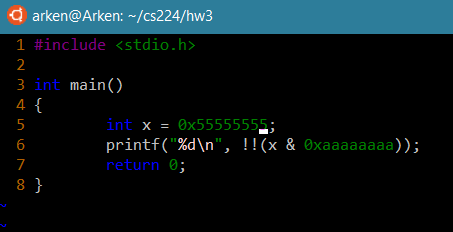 arken@Arken: ~/cs224/hw3
1 #include <stdio.h>
2
3 int main()
4 {
5         int x = 0x55555555;
6         printf("%d\n", !!(x & 0xaaaaaaaa));
7         return 0;
8 }
~
~